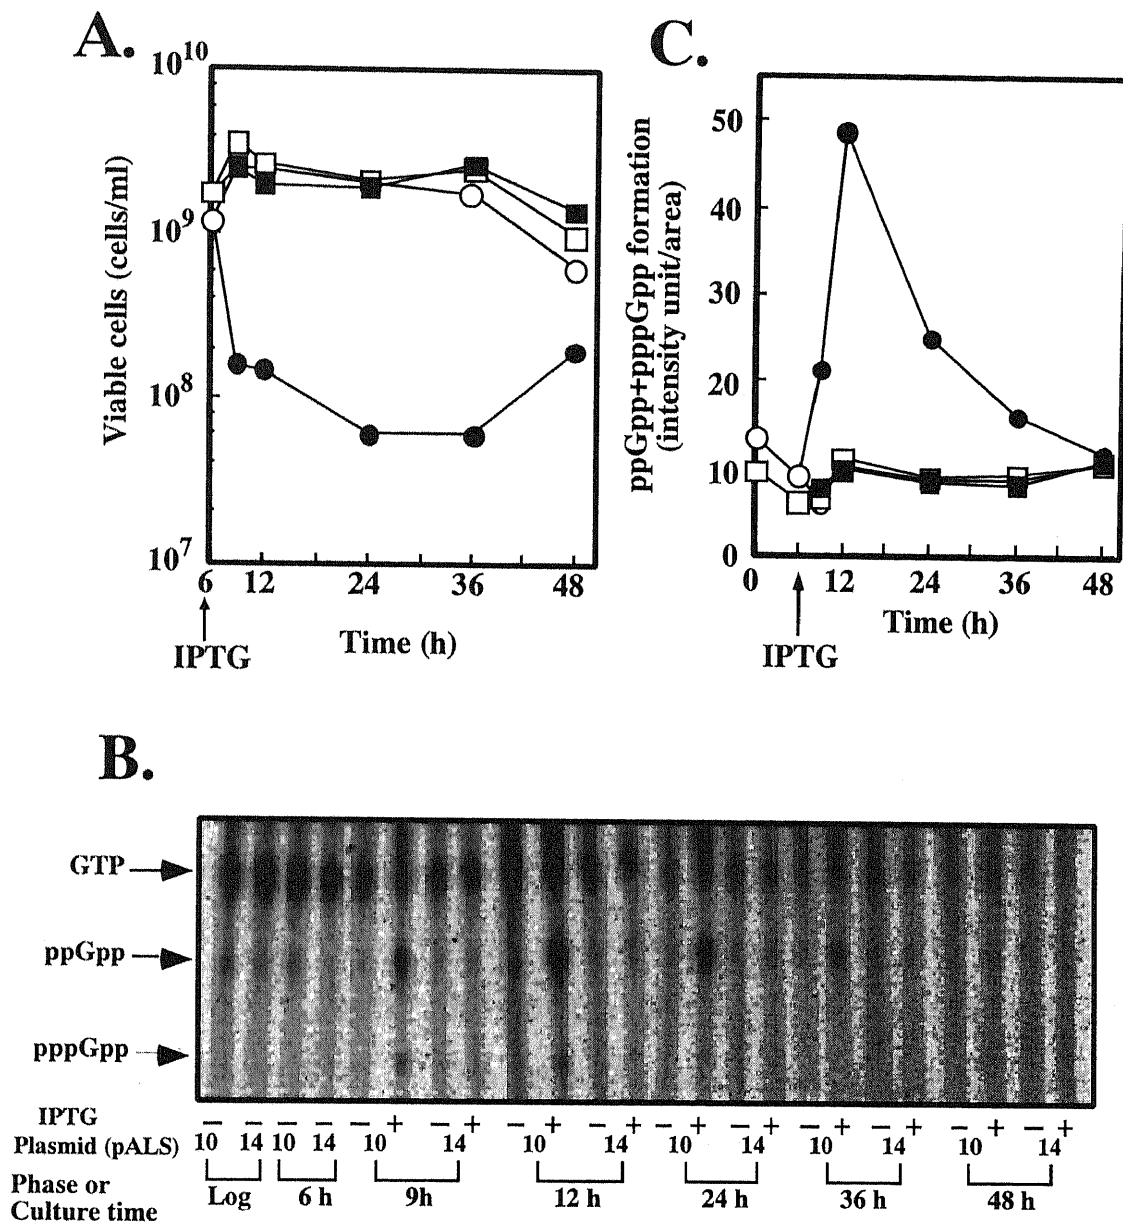 A.
10^10
10^9
10^8
10^7
Viable cells (cells/ml)
6 12 24 36 48
IPTG
Time (h)
C.
50
40
30
20
10
0
ppGpp+pppGpp formation
(intensity unit/area)
0 12 24 36 48
IPTG
Time (h)
B.
GTP
ppGpp
pppGpp
IPTG − − − − − + − + − + − + − + − + − + − + − + − +
Plasmid (pALS) 10 14 10 14 10 14 10 14 10 14 10 14 10 14
Phase or
Culture time
Log 6 h 9h 12 h 24 h 36 h 48 h